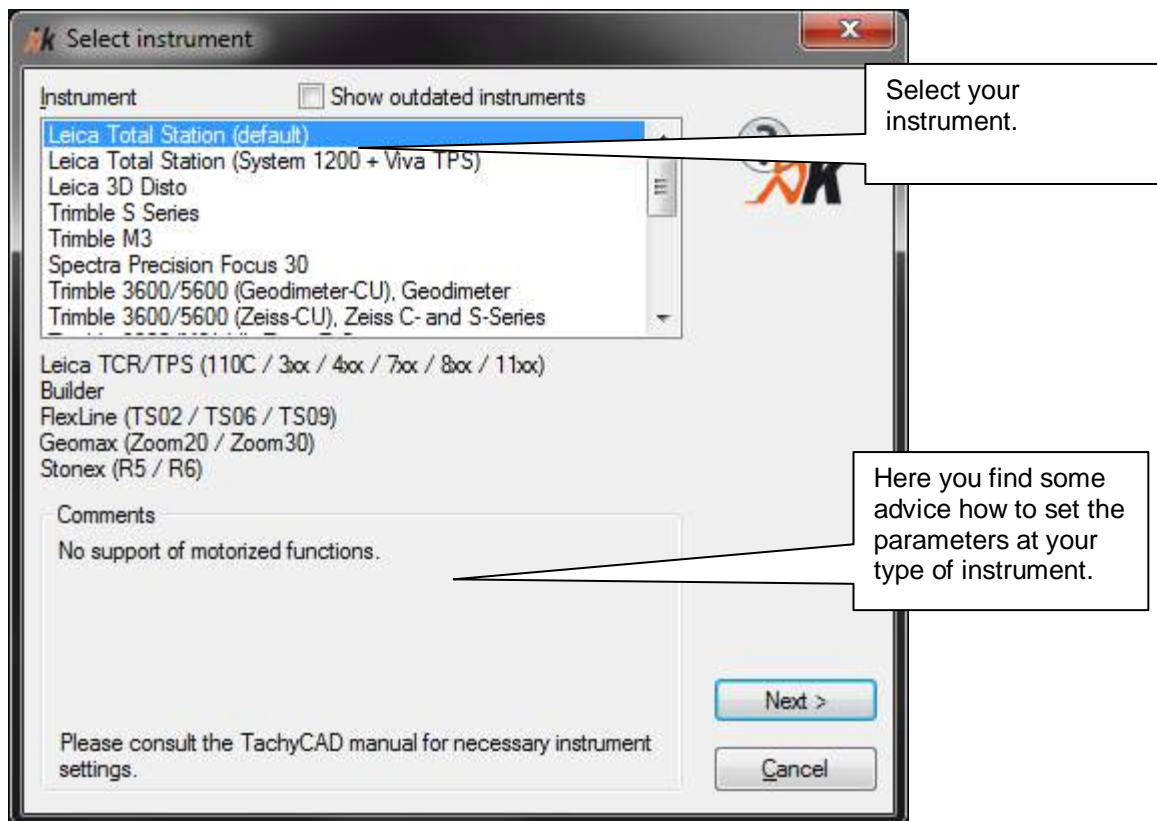 Select instrument
Instrument
Show outdated instruments
Leica Total Station (default)
Leica Total Station (System 1200 + Viva TPS)
Leica 3D Disto
Trimble S Series
Trimble M3
Spectra Precision Focus 30
Trimble 3600/5600 (Geodimeter-CU), Geodimeter
Trimble 3600/5600 (Zeiss-CU), Zeiss C- and S-Series
Leica TCR/TPS (110C / 3xx / 4xx / 7xx / 8xx / 11xx)
Builder
FlexLine (TS02 / TS06 / TS09)
Geomax (Zoom20 / Zoom30)
Stonex (R5 / R6)
Comments
No support of motorized functions.
Please consult the TachyCAD manual for necessary instrument
settings.
Next >
Cancel
Select your
instrument.
Here you find some
advice how to set the
parameters at your
type of instrument.